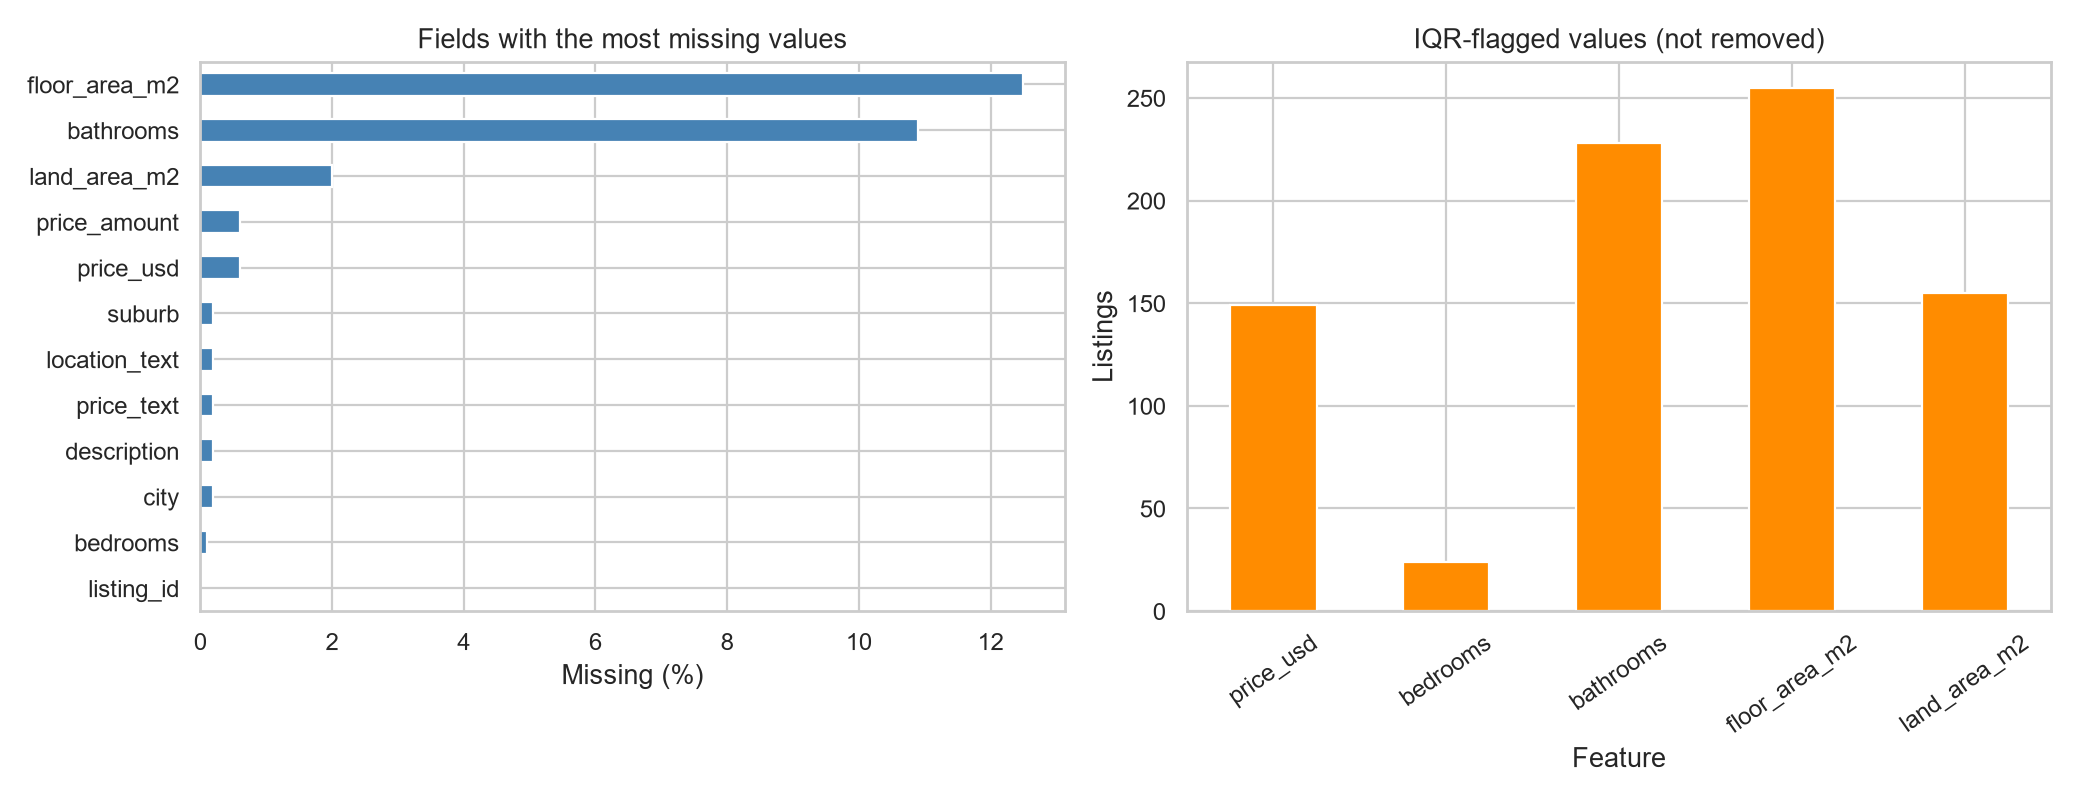 Fields with the most missing values
floor_area_m2
bathrooms
land_area_m2
price_amount
price_usd
suburb
location_text
price_text
description
city
bedrooms
listing_id
0 2 4 6 8 10 12
Missing (%)
IQR-flagged values (not removed)
250
200
150
100
50
0
Listings
price_usd bedrooms bathrooms floor_area_m2 land_area_m2
Feature